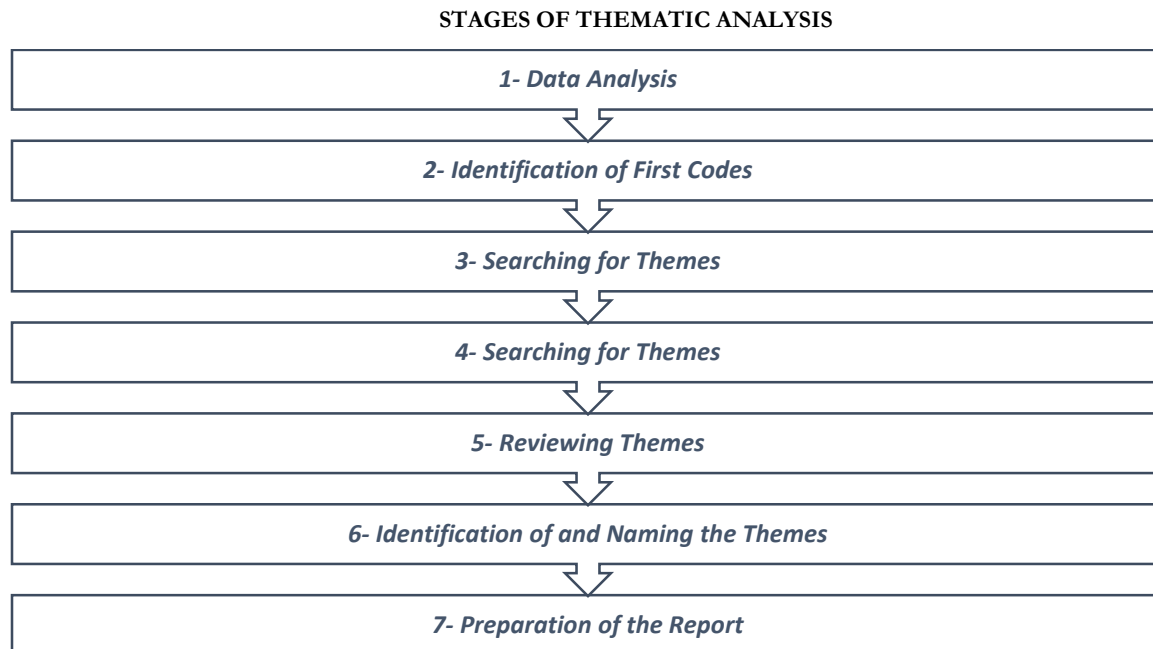 STAGES OF THEMATIC ANALYSIS
1- Data Analysis
2- Identification of First Codes
3- Searching for Themes
4- Searching for Themes
5- Reviewing Themes
6- Identification of and Naming the Themes
7- Preparation of the Report